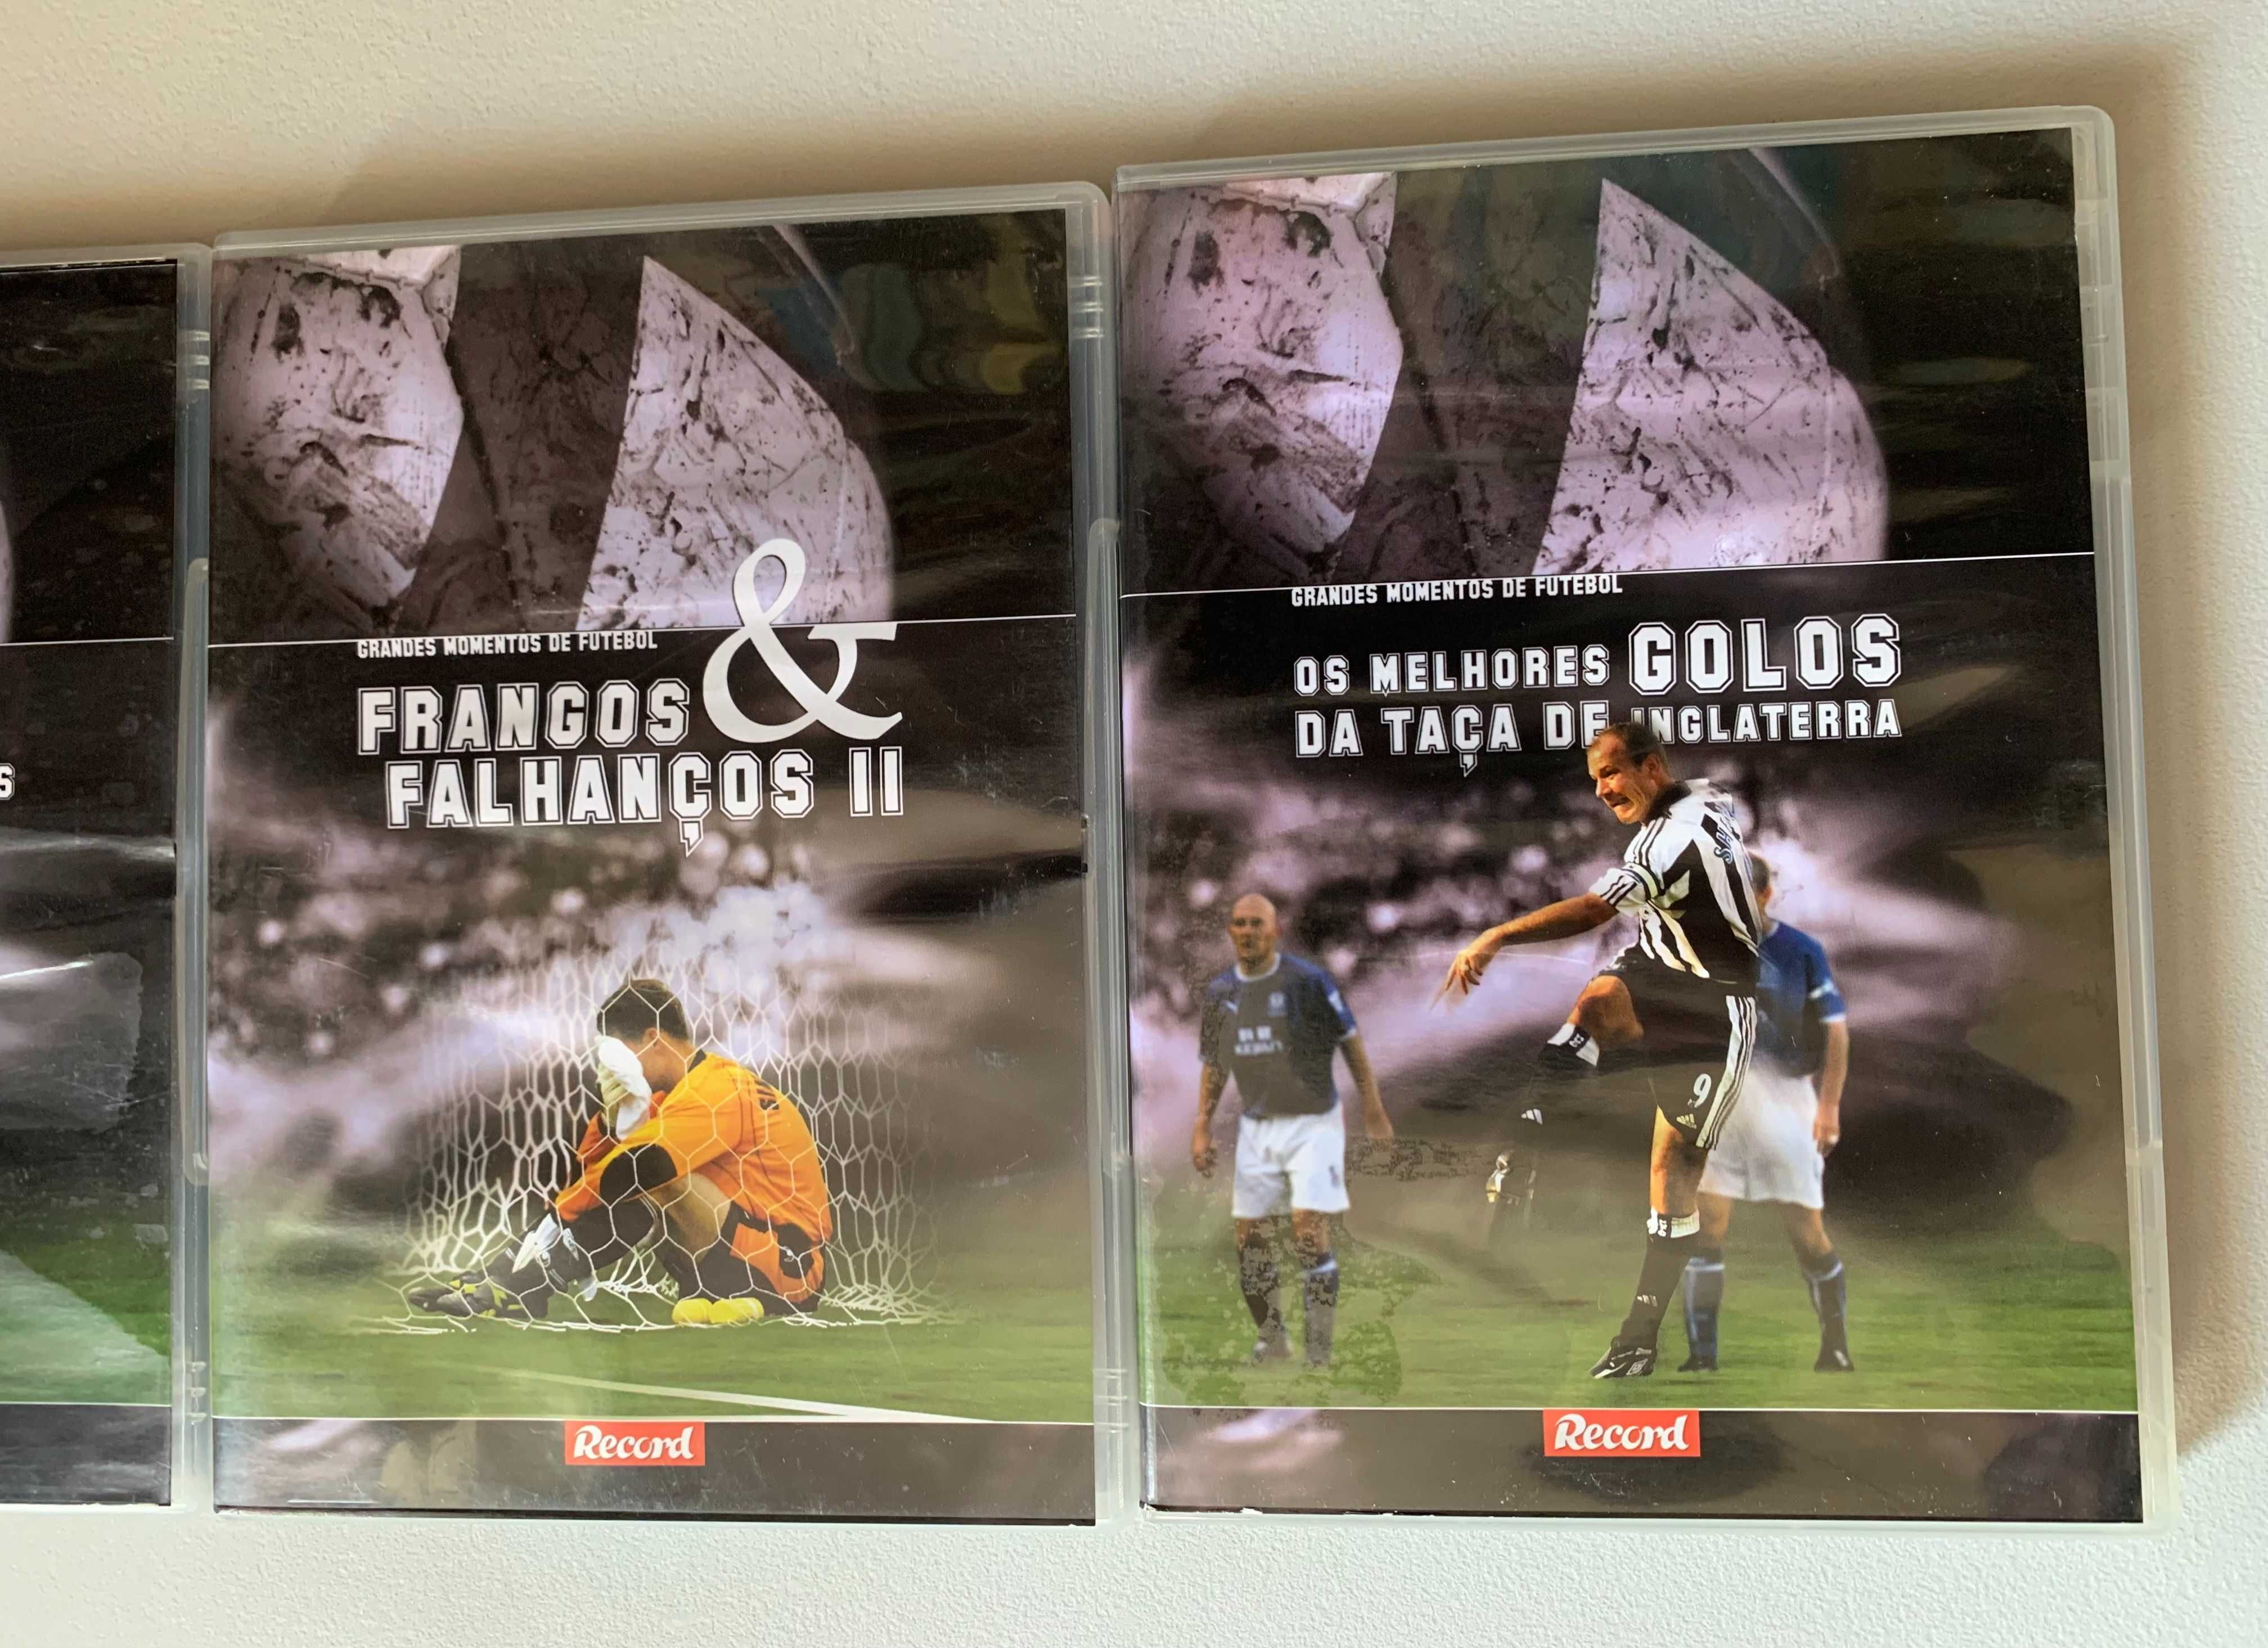 S
GRANDES MOMENTOS DE FUTEBOL
FRANGOS &
FALHANÇOS II
Record
GRANDES MOMENTOS DE FUTEBOL
OS MELHORES GOLOS
DA TAÇA DE INGLATERRA
9
Record